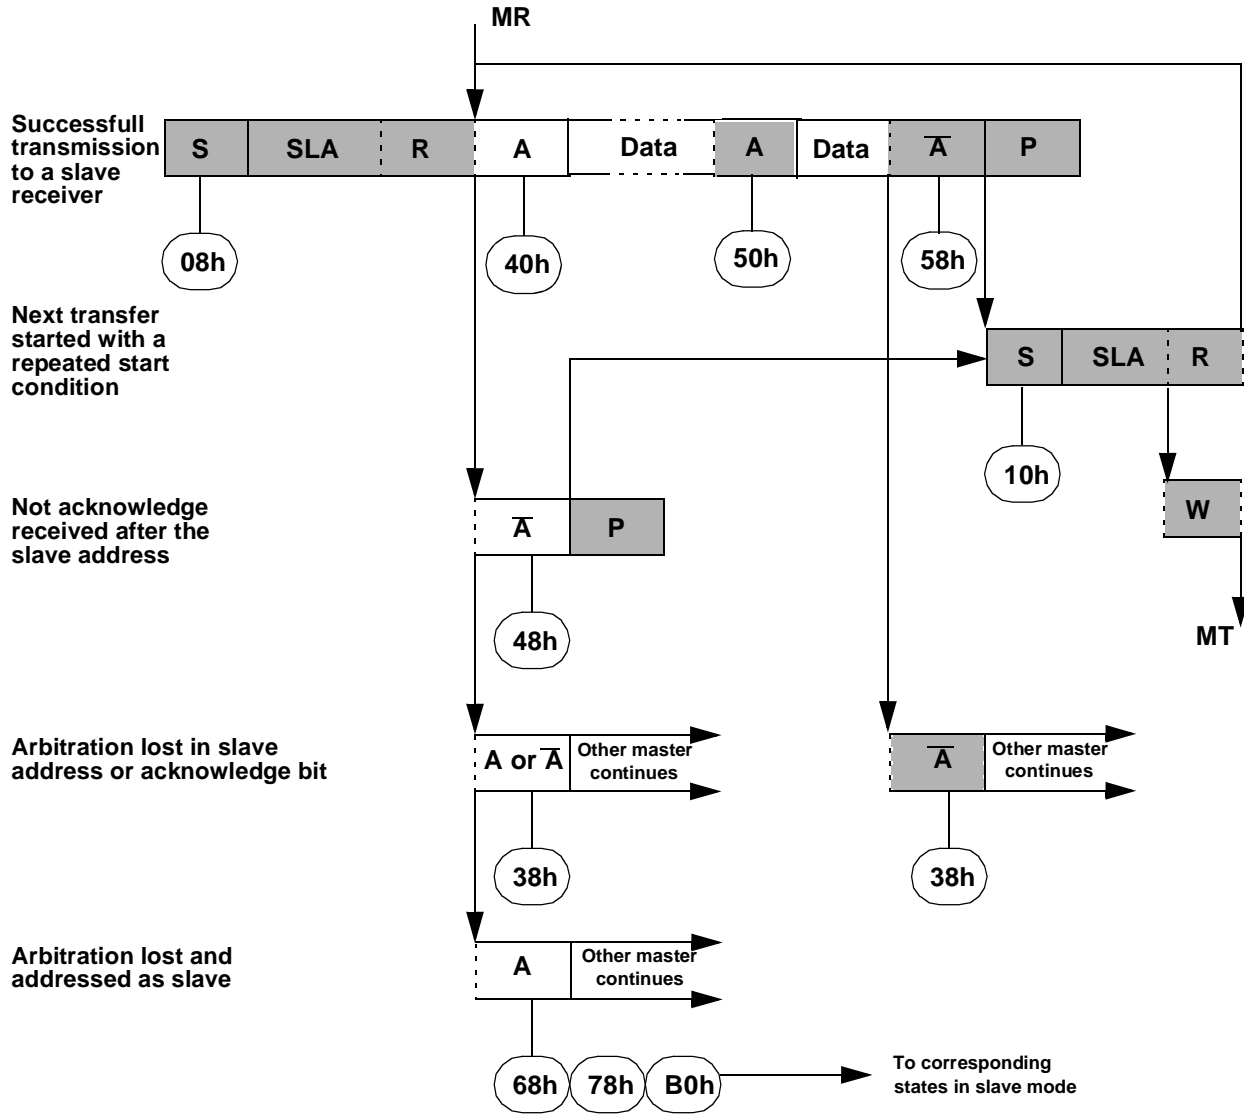 MR
Successfull
transmission
to a slave
receiver
S SLA R A Data A Data A̅ P
08h 40h 50h 58h
Next transfer
started with a
repeated start
condition
S SLA R
10h
Not acknowledge
received after the
slave address
A̅ P
W
48h
MT
Arbitration lost in slave
address or acknowledge bit
A or A̅
Other master
continues
A̅
Other master
continues
38h 38h
Arbitration lost and
addressed as slave
A
Other master
continues
68h 78h B0h
To corresponding
states in slave mode